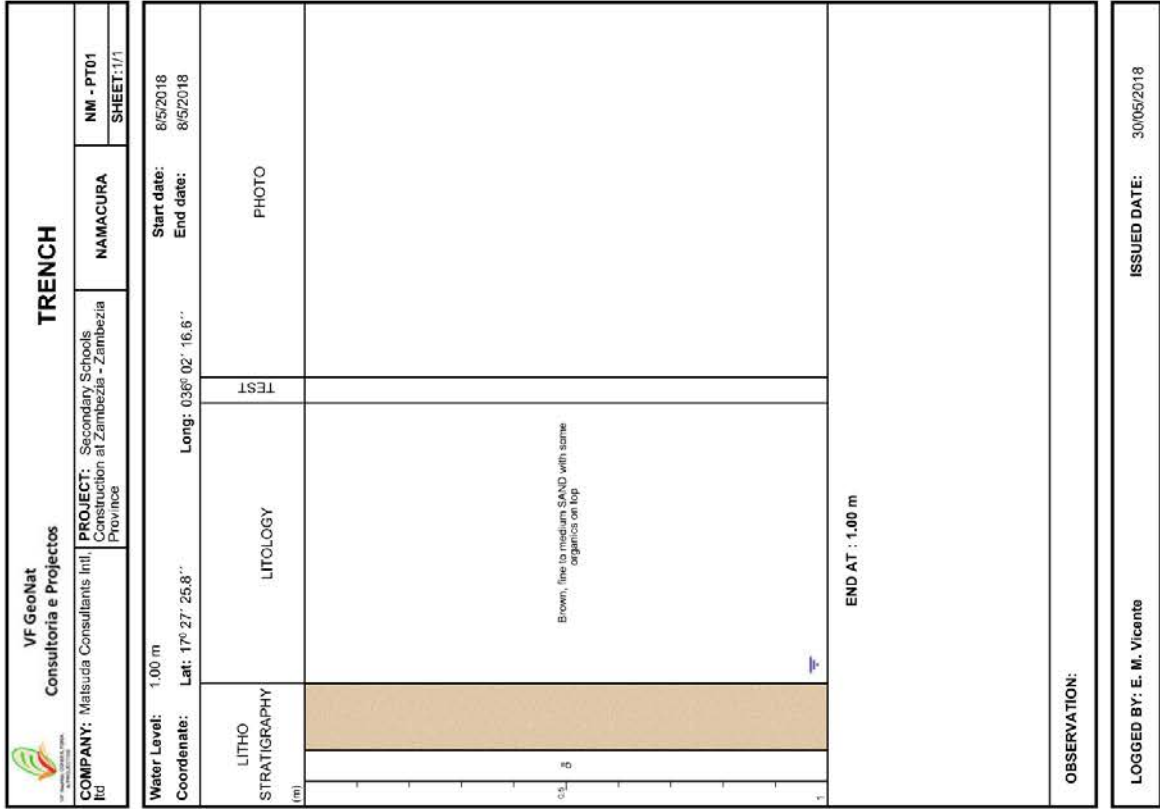 VF GeoNat
Consultoria e Projectos
TRENCH
COMPANY: Matsuda Consultants Intl, ltd
PROJECT: Secondary Schools
Construction at Zambezia - Zambezia
Province
NAMACURA
NM - PT01
SHEET:1/1
Water Level: 1.00 m
Start date: 8/5/2018
Coordenate: Lat: 17º 27´ 25.8´´ Long: 036º 02´ 16.6´´
End date: 8/5/2018
LITHO
STRATIGRAPHY
LITOLOGY
TEST
PHOTO
(m)
0.5
a
Brown, fine to medium SAND with some
organics on top
1
END AT : 1.00 m
OBSERVATION:
LOGGED BY: E. M. Vicente
ISSUED DATE: 30/05/2018